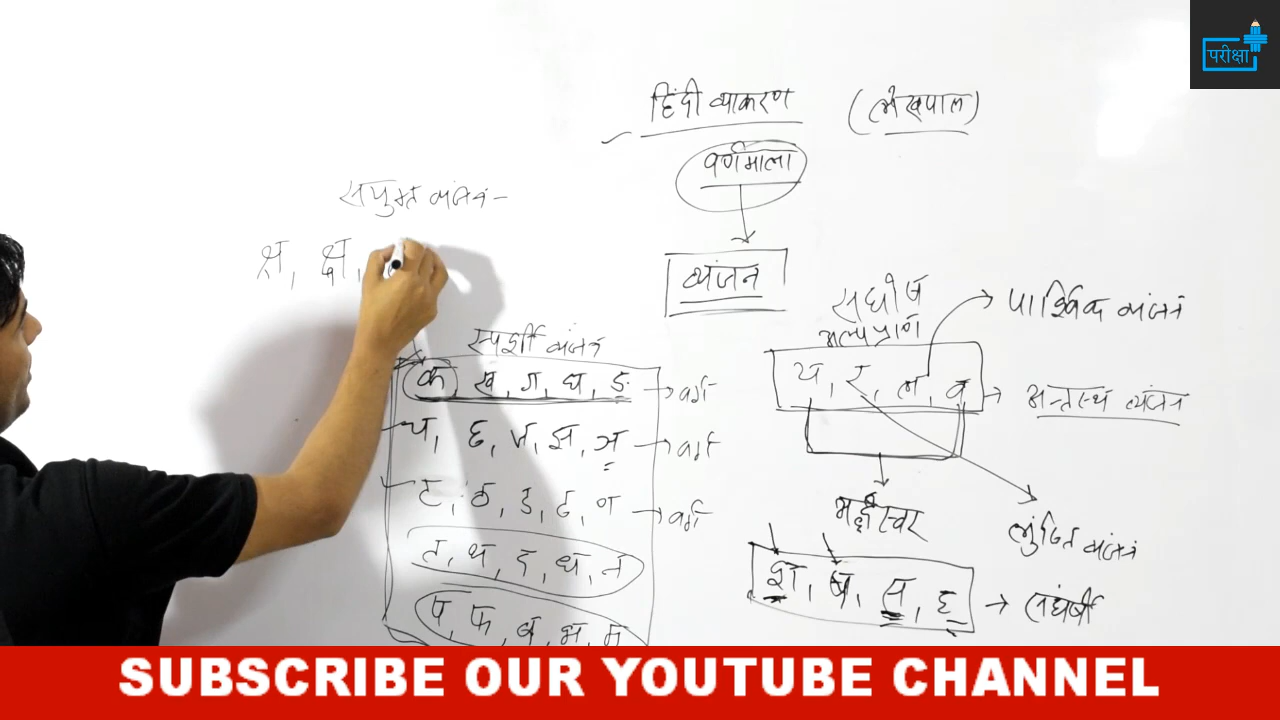 परीक्षा
हिंदी व्याकरण (लेखपाल)
वर्णमाला
व्यंजन
संयुक्त व्यंजन -
क्ष, क्ष,
स्पर्शी व्यंजन
क, ख, ग, घ, ङ → वर्ग
च, छ, ज, झ, ञ → वर्ग
ट, ठ, ड, ढ, ण → वर्ग
त, थ, द, ध, न
प, फ, ब, भ, म
सघोष
अल्पप्राण
पार्श्विक व्यंजन
य, र, ल, व → अन्तस्थ व्यंजन
लुंठित व्यंजन
श, ष, स, ह → संघर्षी
SUBSCRIBE OUR YOUTUBE CHANNEL